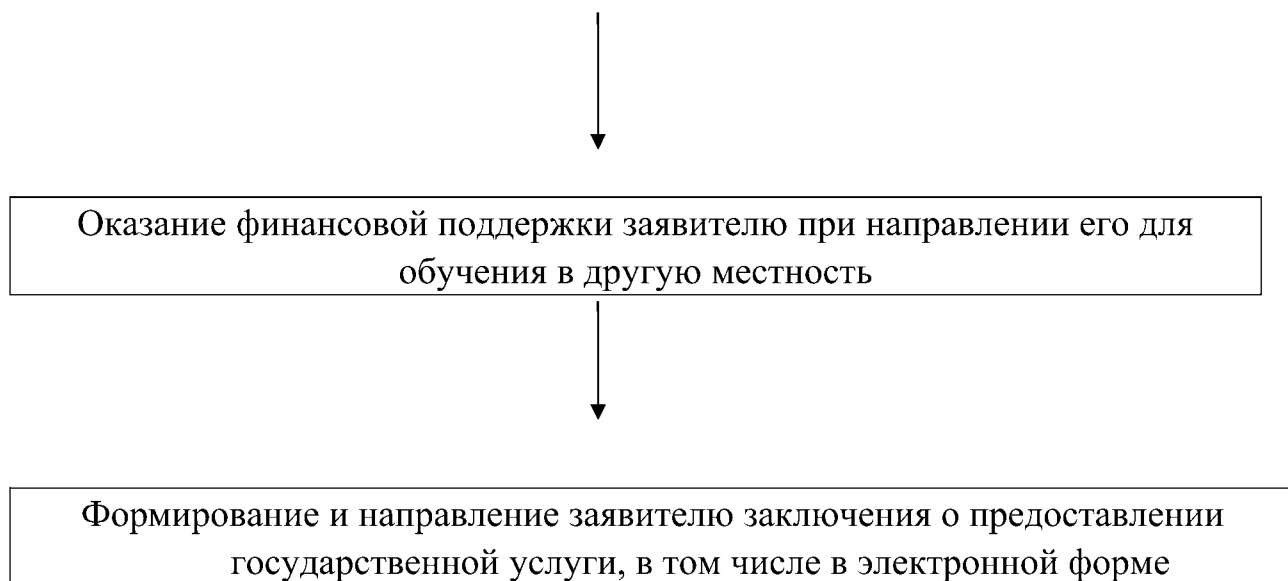 Оказание финансовой поддержки заявителю при направлении его для
обучения в другую местность
Формирование и направление заявителю заключения о предоставлении
государственной услуги, в том числе в электронной форме